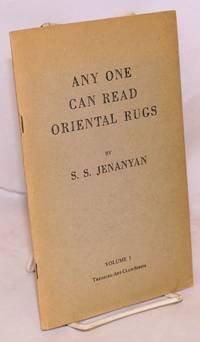 ANY ONE
CAN READ
ORIENTAL RUGS
BY
S. S. JENANYAN
VOLUME 1
TREASURE-ART-CLUB-SERIES